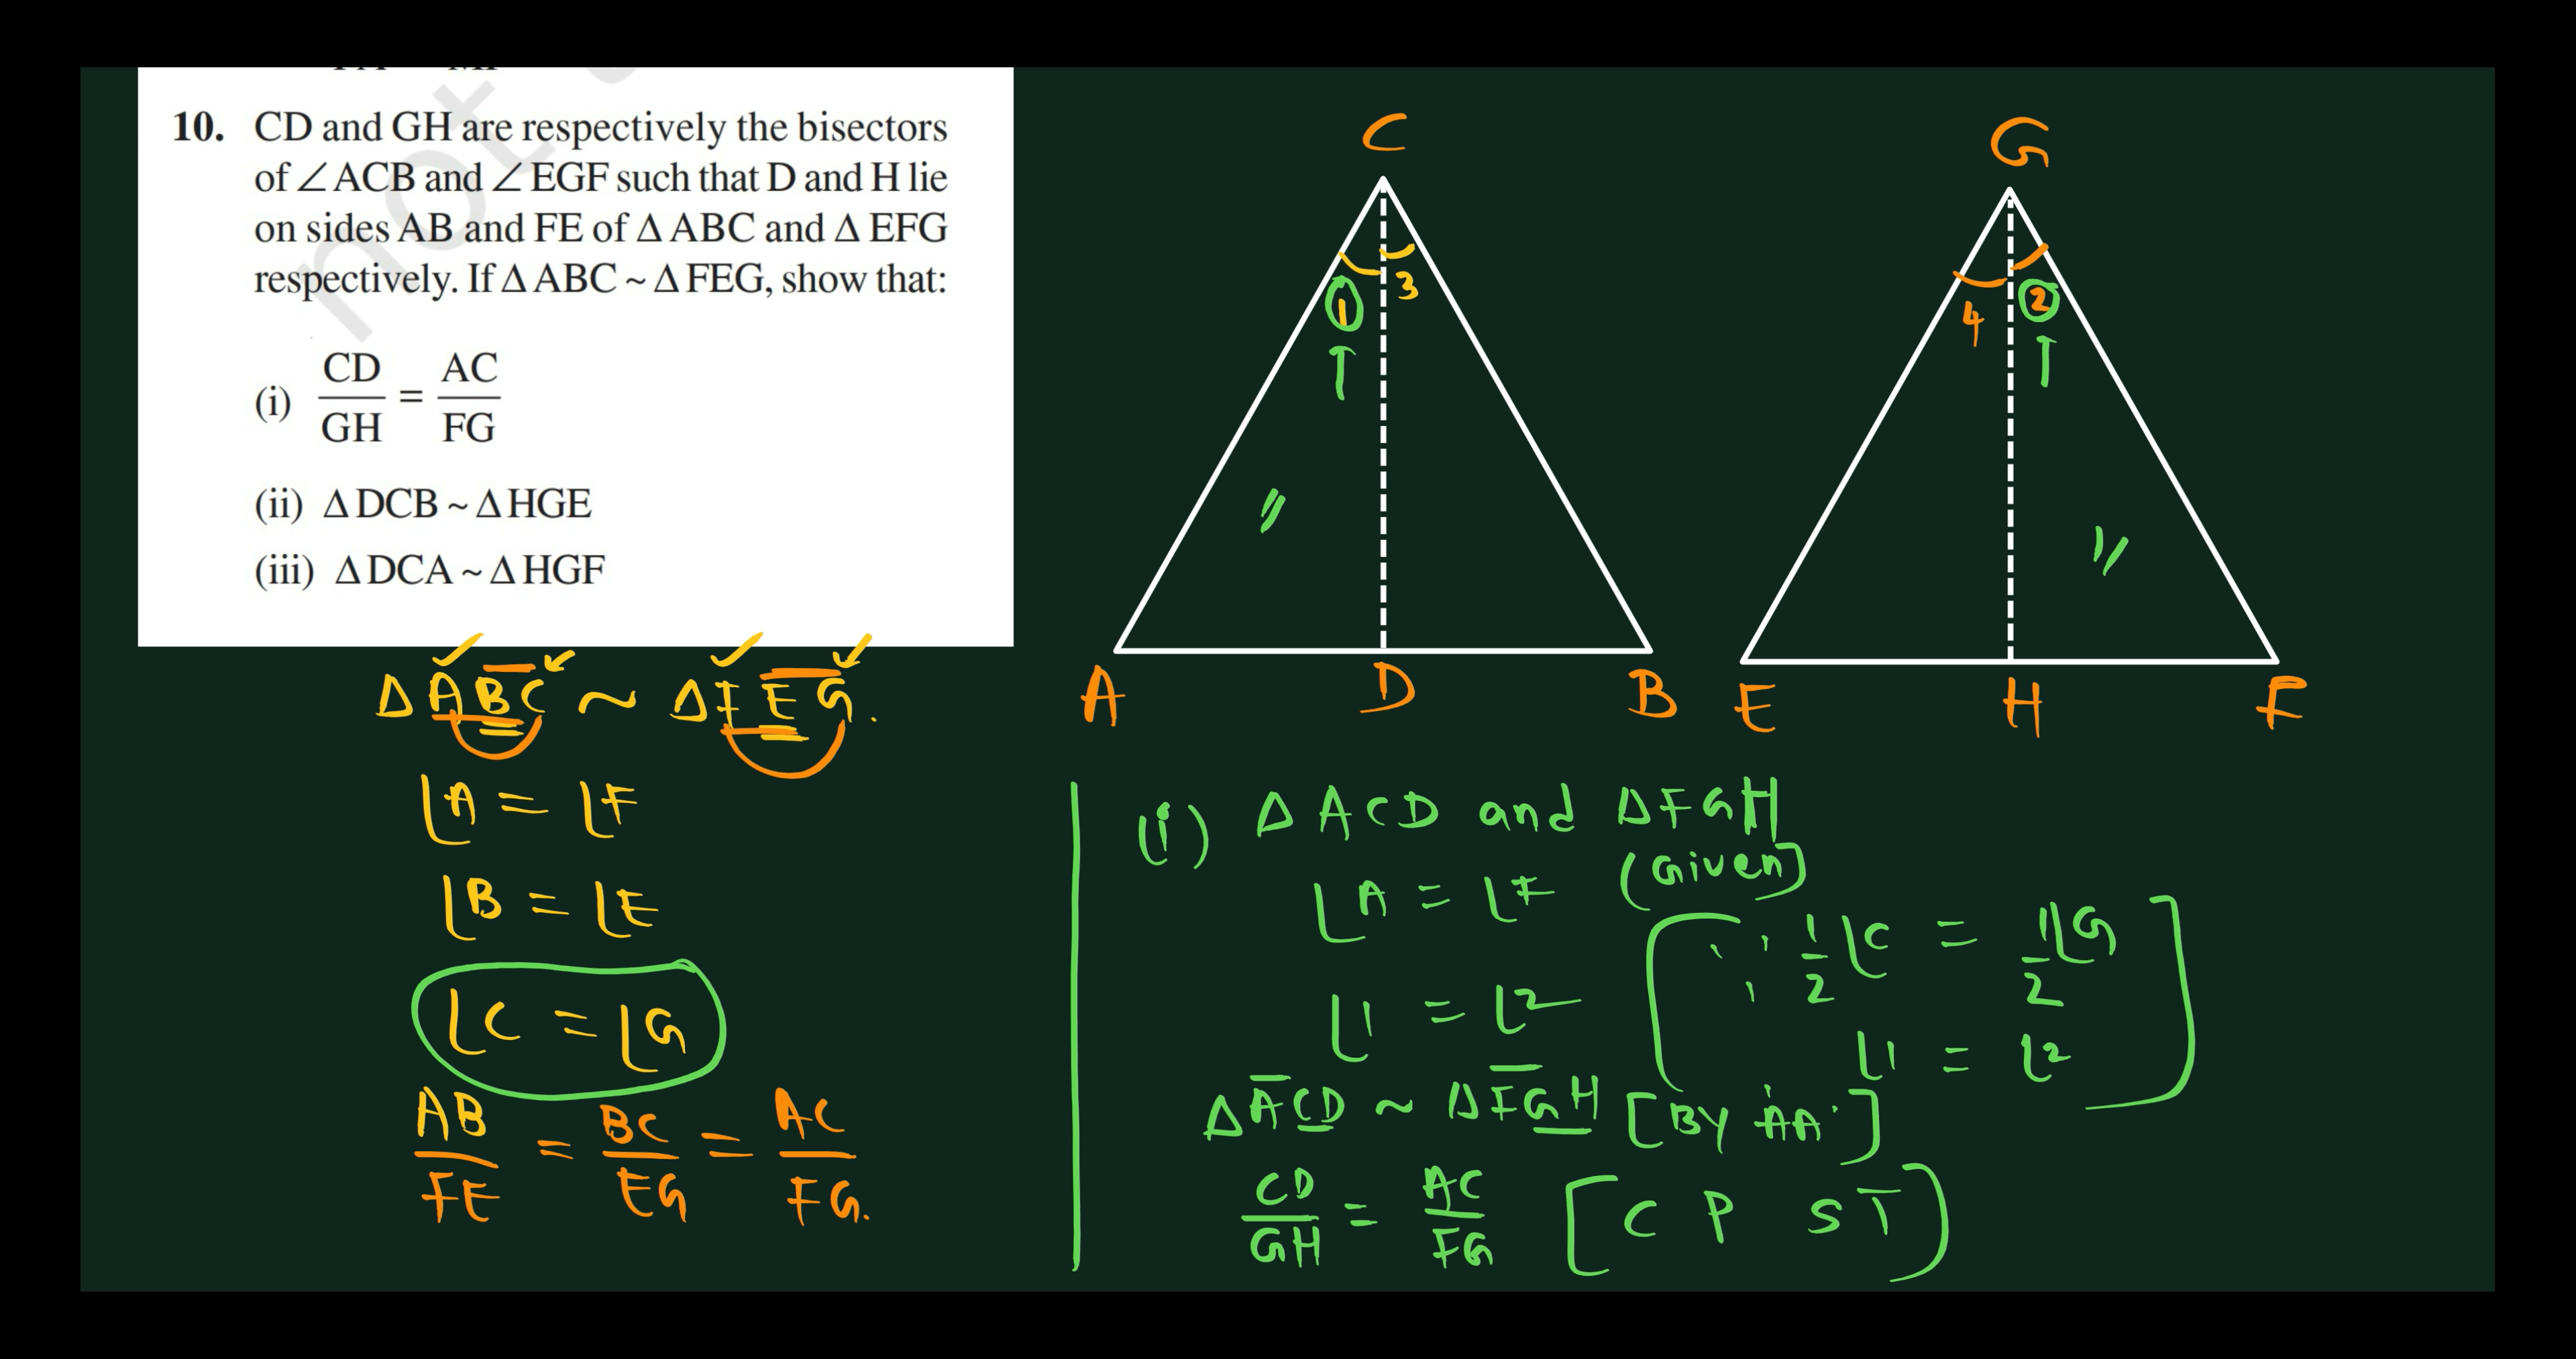 10. CD and GH are respectively the bisectors
of ∠ACB and ∠EGF such that D and H lie
on sides AB and FE of Δ ABC and Δ EFG
respectively. If Δ ABC ~ Δ FEG, show that:
(i) CD/GH = AC/FG
(ii) Δ DCB ~ Δ HGE
(iii) Δ DCA ~ Δ HGF
C
1 3
A D B
G
4 2
E H F
Δ ABC ~ Δ FEG.
∠A = ∠F
∠B = ∠E
∠C = ∠G
AB/FE = BC/EG = AC/FG.
(i) Δ ACD and Δ FGH
∠A = ∠F (Given)
∠1 = ∠2 [∵ 1/2 ∠C = 1/2 ∠G
∠1 = ∠2]
Δ ACD ~ Δ FGH [BY AA]
CD/GH = AC/FG [C P S T]